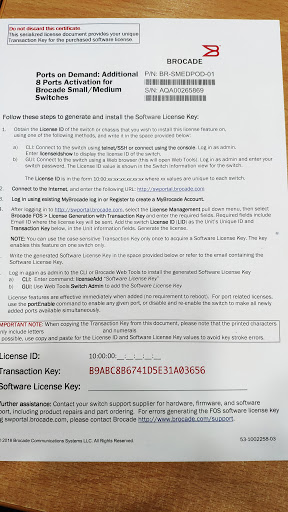 Do not discard this certificate.
This serialized license document provides your unique
Transaction Key for the purchased software license.
BROCADE
Ports on Demand: Additional
8 Ports Activation for
Brocade Small/Medium
Switches
P/N: BR-SMEDPOD-01
S/N: AQA00265869
Follow these steps to generate and install the Software License Key:
1. Obtain the License ID of the switch or chassis that you wish to install this license feature on,
using one of the following methods, and write it in the space provided below:
a) CLI: Connect to the switch using telnet/SSH or connect using the console. Log in as admin.
Enter licenseidshow to display the license ID of the switch.
b) GUI: Connect to the switch using a Web browser (this will open Web Tools). Log in as admin and enter your
switch password. The License ID value is shown in the Switch Information view for the switch.
The License ID is in the form 10:00:xx:xx:xx:xx:xx:xx where xx values are unique to each switch.
2. Connect to the Internet, and enter the following URL: http://swportal.brocade.com
3. Log in using existing MyBrocade log in or Register to create a MyBrocade Account.
After logging in to swportal.brocade.com, select the License Management pull down menu, then select
Brocade FOS > License Generation with Transaction Key and enter the required fields. Required fields include
Email ID where the license key will be sent. Add the switch License ID (LID) as the Unit's Unique ID and
Transaction Key below, in the Unit Information fields. Generate the license.
NOTE: You can use the case-sensitive Transaction Key only once to acquire a Software License Key. The key
enables this feature on one switch only.
Write the generated Software License Key in the space provided below or refer to the email containing the
Software License Key.
Log in again as admin to the CLI or Brocade Web Tools to install the generated Software License Key
a) CLI: Enter command: licenseAdd "Software License Key"
b) GUI: Use Web Tools Switch Admin to add the Software License Key
License features are effective immediately when added (no requirement to reboot). For port related licenses,
use the portEnable command to enable any given port, or disable and re-enable the switch to make all newly
added ports available simultaneously.
IMPORTANT NOTE: When copying the Transaction Key from this document, please note that the printed characters
only include letters and numerals
possible, use copy and paste for the License ID and License Key values to avoid key stroke errors.
License ID: 10:00:00:__:__:__:__:__
Transaction Key: B9ABC8B6741D5E31A03656
Software License Key:
further assistance: Contact your switch support supplier for hardware, firmware, and software
port, including product repairs and part ordering. For errors generating the FOS software license key
g swportal.brocade.com, please contact Brocade http://www.brocade.com/support.
2018 Brocade Communications Systems LLC. All Rights Reserved.
53-1002258-03